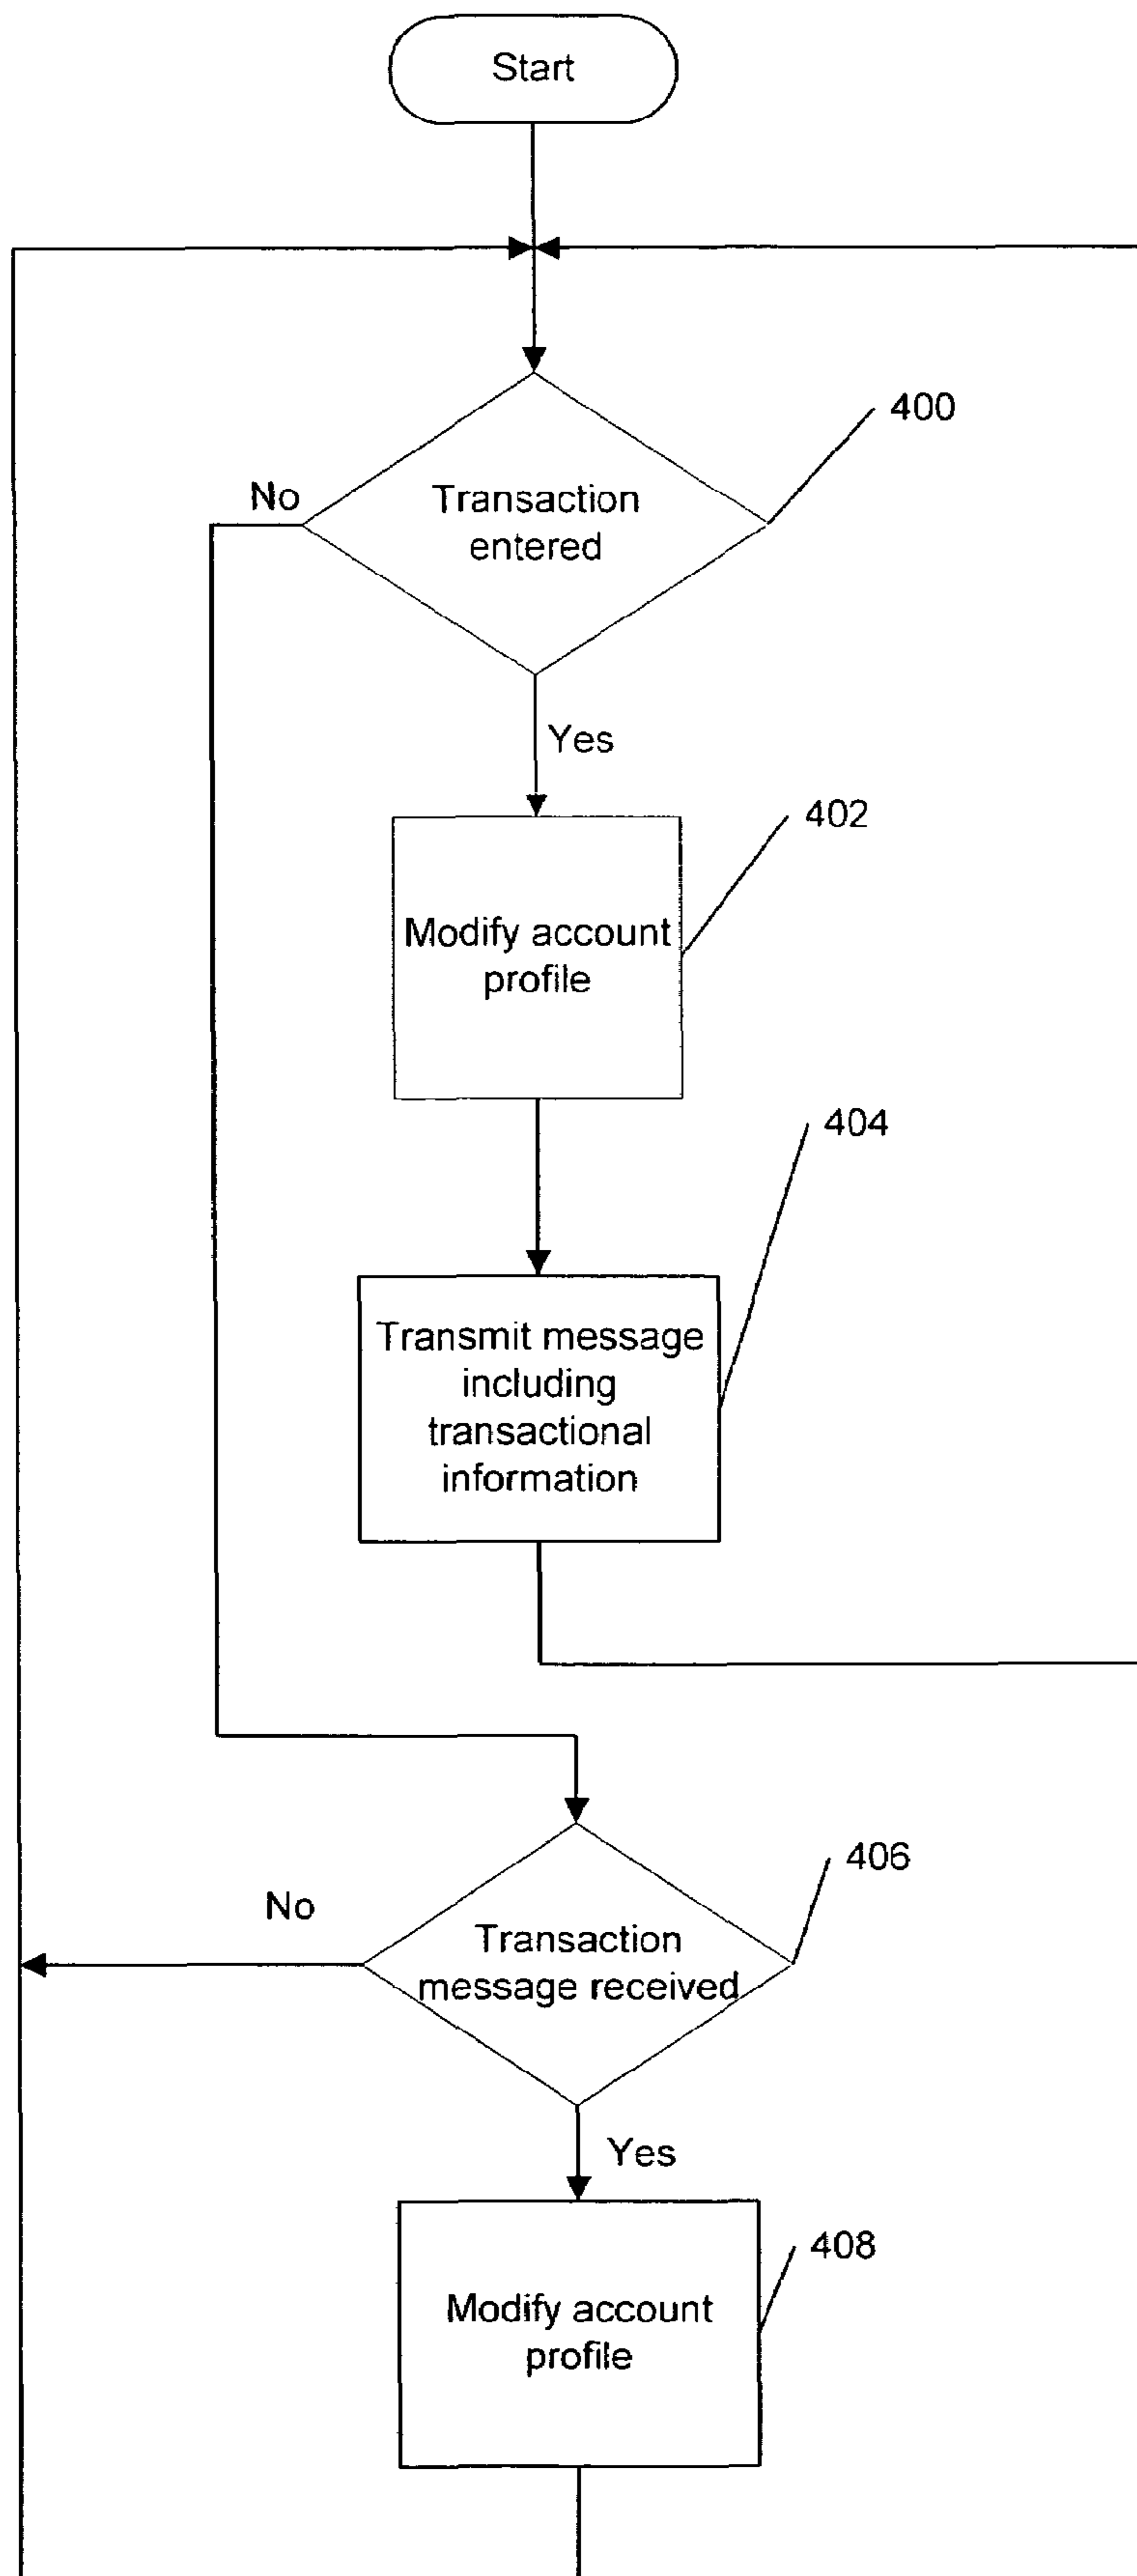 Start
400
No
Transaction
entered
Yes
402
Modify account
profile
404
Transmit message
including
transactional
information
406
No
Transaction
message received
Yes
408
Modify account
profile